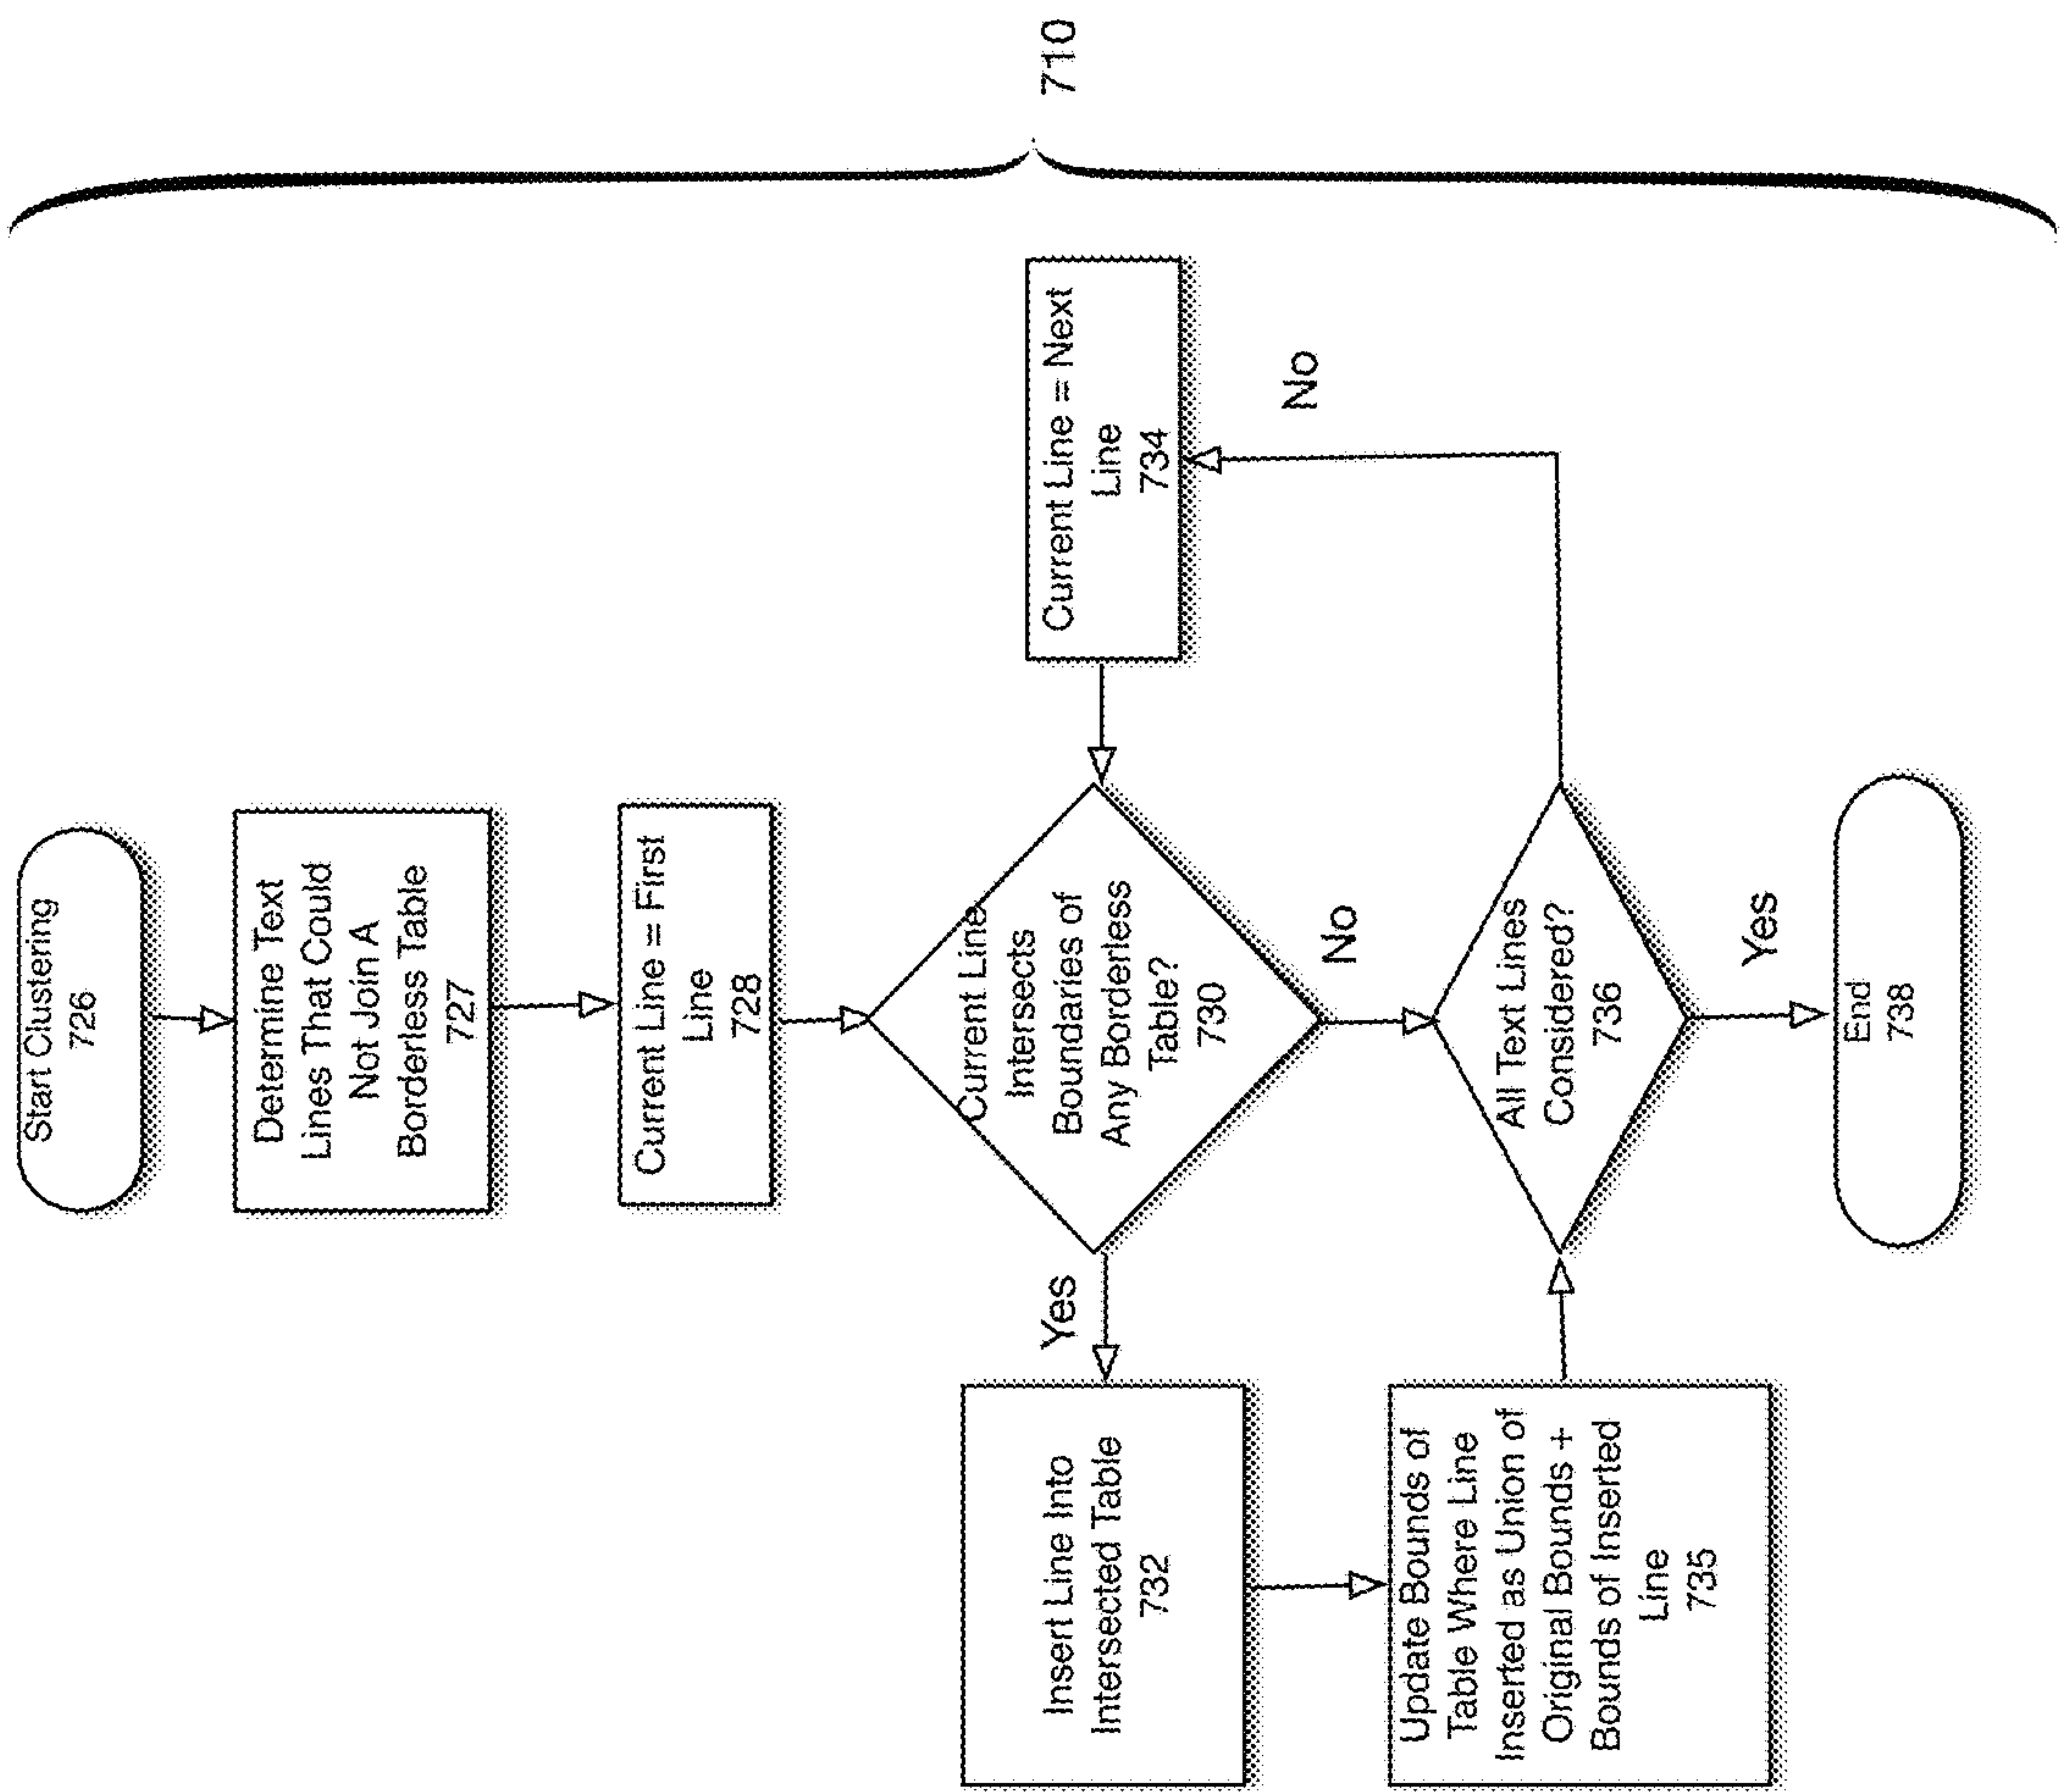 Start Clustering
726
Determine Text
Lines That Could
Not Join A
Borderless Table
727
Current Line = First
Line
728
Current Line
Intersects
Boundaries of
Any Borderless
Table?
730
Yes
No
Insert Line Into
Intersected Table
732
Current Line = Next
Line
734
No
Update Bounds of
Table Where Line
Inserted as Union of
Original Bounds +
Bounds of Inserted
Line
735
All Text Lines
Considered?
736
Yes
End
738
710